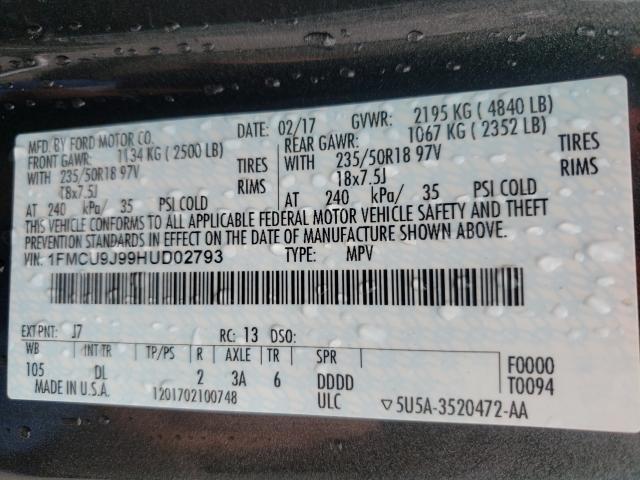 MFD. BY FORD MOTOR CO. DATE: 02/17 GVWR: 2195 KG ( 4840 LB)
FRONT GAWR: 1134 KG ( 2500 LB) REAR GAWR: 1067 KG ( 2352 LB)
WITH 235/50R18 97V TIRES WITH 235/50R18 97V TIRES
18x7.5J RIMS 18x7.5J RIMS
AT 240 kPa/ 35 PSI COLD AT 240 kPa/ 35 PSI COLD
THIS VEHICLE CONFORMS TO ALL APPLICABLE FEDERAL MOTOR VEHICLE SAFETY AND THEFT
PREVENTION STANDARDS IN EFFECT ON THE DATE OF MANUFACTURE SHOWN ABOVE.
VIN: 1FMCU9J99HUD02793 TYPE: MPV
EXT PNT: J7 RC: 13 DSO:
WB INT TR TP/PS R AXLE TR SPR F0000
105 DL 2 3A 6 DDDD T0094
MADE IN U.S.A. 1201702100748 ULC ▽5U5A-3520472-AA